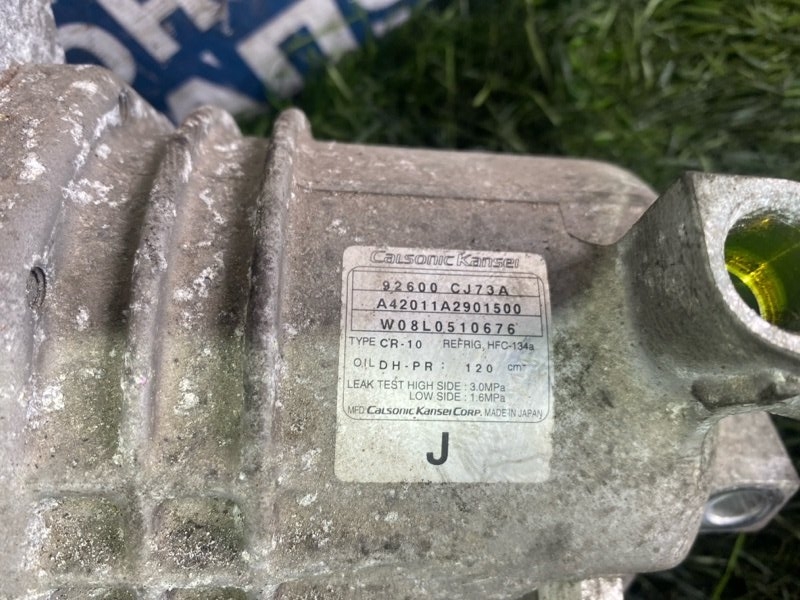 Calsonic Kansei
92600 CJ73A
A42011A2901500
W08L0510676
TYPE CR-10 REFRIG, HFC-134a
OIL DH-PR : 120 cm³
LEAK TEST HIGH SIDE : 3.0MPa
LOW SIDE : 1.6MPa
MFD. Calsonic Kansei Corp. MADE IN JAPAN
J